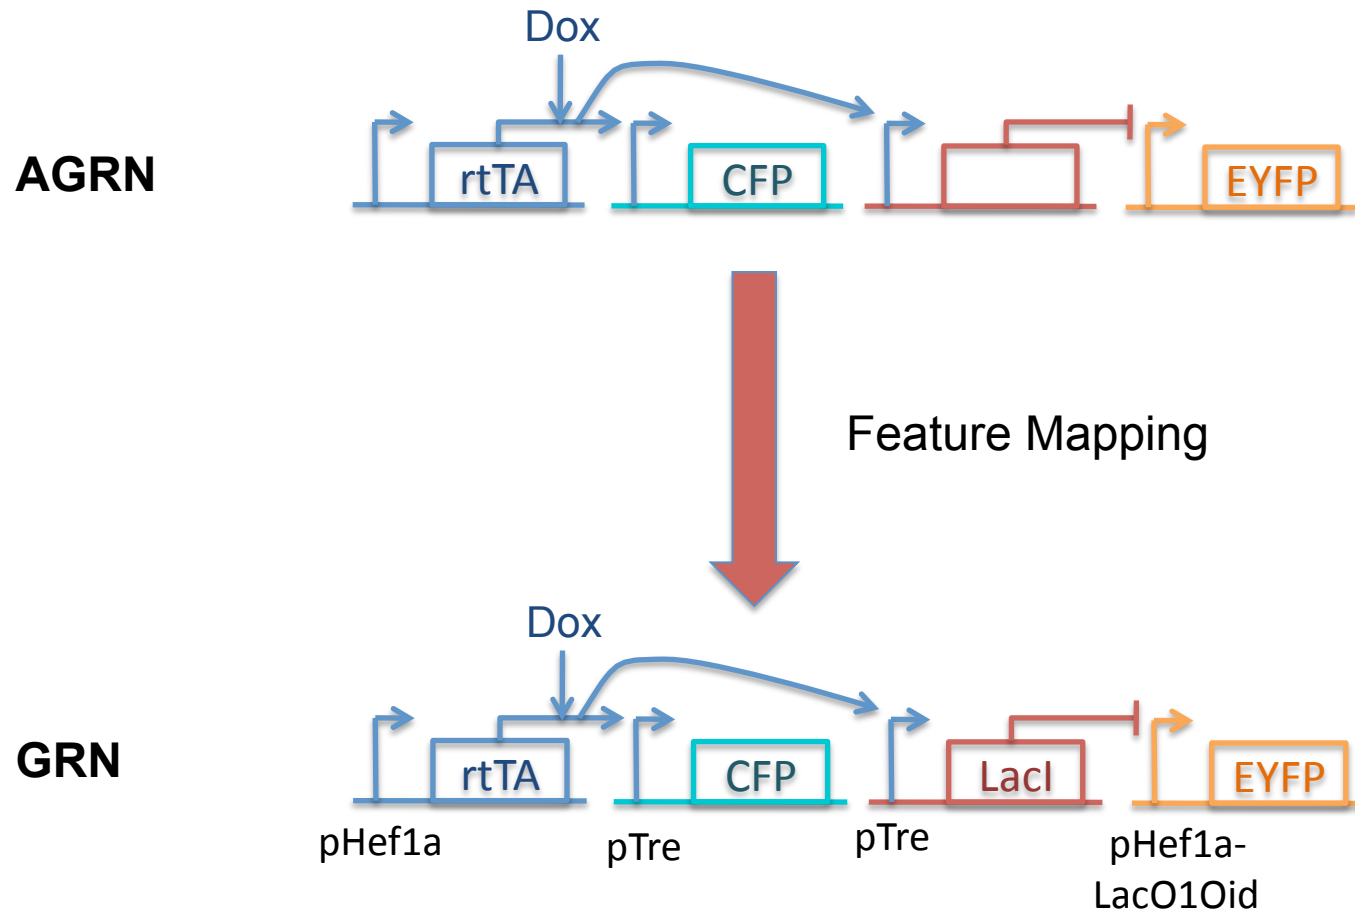 Dox
AGRN
rtTA
CFP
EYFP
Feature Mapping
Dox
GRN
rtTA
CFP
LacI
EYFP
pHef1a
pTre
pTre
pHef1a-
LacO1Oid